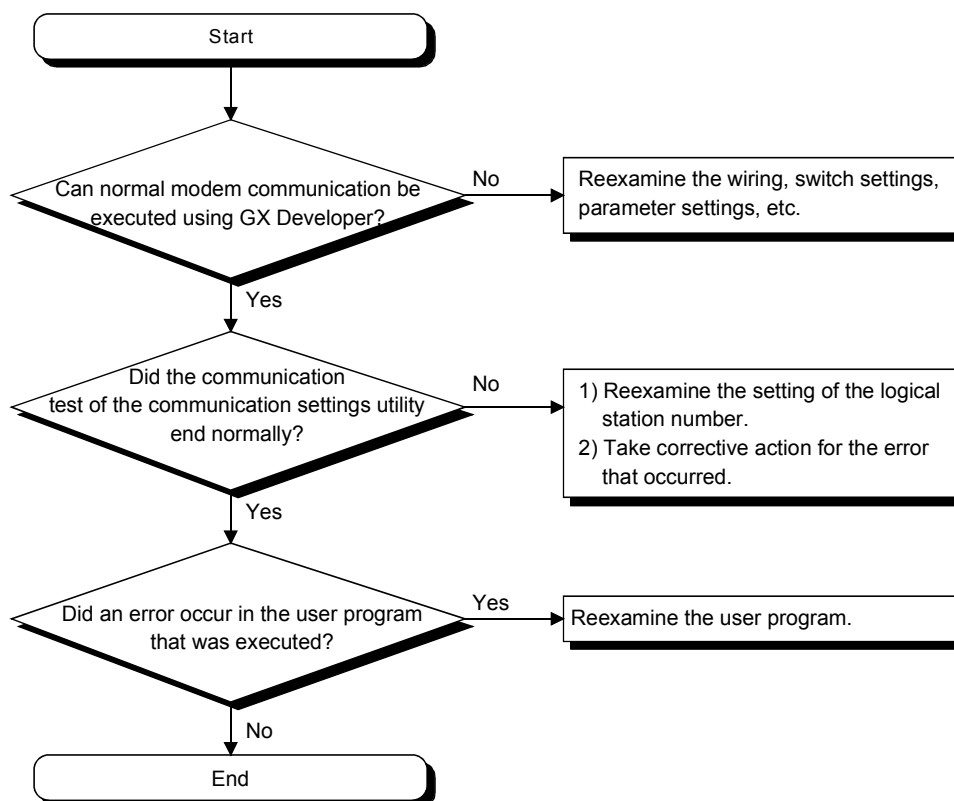 Start
Can normal modem communication be
executed using GX Developer?
No
Reexamine the wiring, switch settings,
parameter settings, etc.
Yes
Did the communication
test of the communication settings utility
end normally?
No
1) Reexamine the setting of the logical
station number.
2) Take corrective action for the error
that occurred.
Yes
Did an error occur in the user program
that was executed?
Yes
Reexamine the user program.
No
End